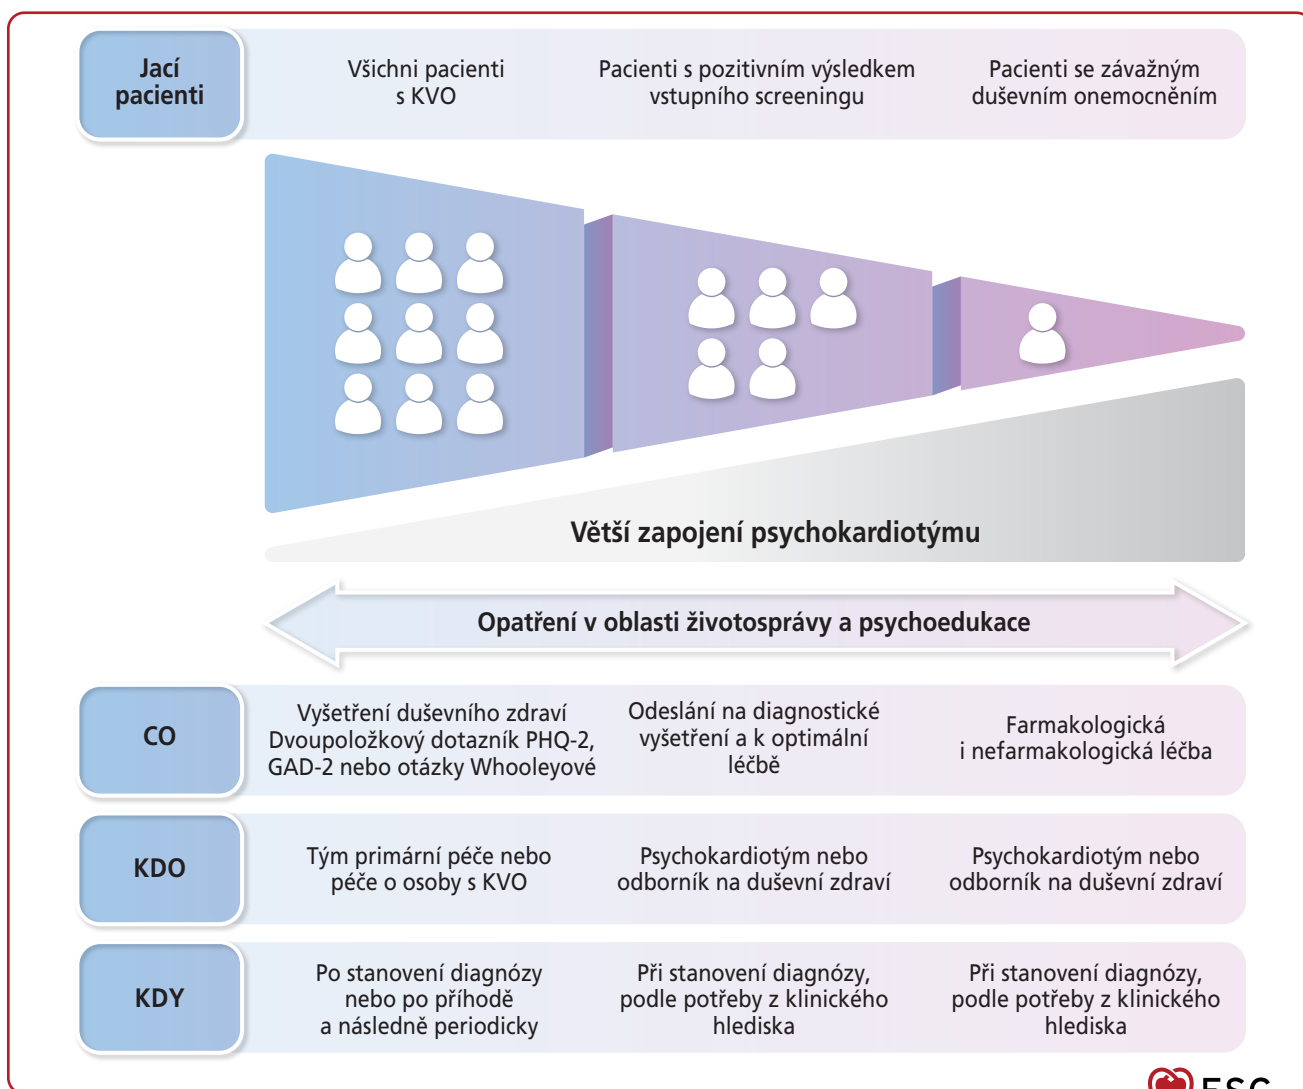 Jací
pacienti
Všichni pacienti
s KVO
Pacienti s pozitivním výsledkem
vstupního screeningu
Pacienti se závažným
duševním onemocněním
Větší zapojení psychokardiotýmu
Opatření v oblasti životosprávy a psychoedukace
CO
Vyšetření duševního zdraví
Dvoupoložkový dotazník PHQ-2,
GAD-2 nebo otázky Whooleyové
Odeslání na diagnostické
vyšetření a k optimální
léčbě
Farmakologická
i nefarmakologická léčba
KDO
Tým primární péče nebo
péče o osoby s KVO
Psychokardiotým nebo
odborník na duševní zdraví
Psychokardiotým nebo
odborník na duševní zdraví
KDY
Po stanovení diagnózy
nebo po příhodě
a následně periodicky
Při stanovení diagnózy,
podle potřeby z klinického
hlediska
Při stanovení diagnózy,
podle potřeby z klinického
hlediska
ESC